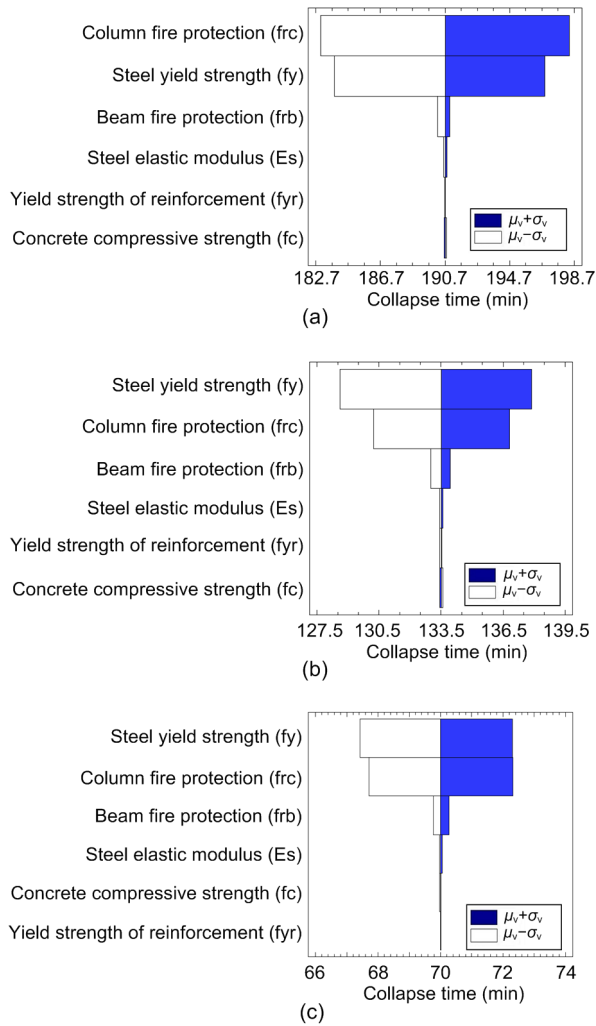 Column fire protection (frc)
Steel yield strength (fy)
Beam fire protection (frb)
Steel elastic modulus (Es)
Yield strength of reinforcement (fyr)
Concrete compressive strength (fc)
μᵥ+σᵥ
μᵥ−σᵥ
182.7 186.7 190.7 194.7 198.7
Collapse time (min)
(a)
Steel yield strength (fy)
Column fire protection (frc)
Beam fire protection (frb)
Steel elastic modulus (Es)
Yield strength of reinforcement (fyr)
Concrete compressive strength (fc)
μᵥ+σᵥ
μᵥ−σᵥ
127.5 130.5 133.5 136.5 139.5
Collapse time (min)
(b)
Steel yield strength (fy)
Column fire protection (frc)
Beam fire protection (frb)
Steel elastic modulus (Es)
Concrete compressive strength (fc)
Yield strength of reinforcement (fyr)
μᵥ+σᵥ
μᵥ−σᵥ
66 68 70 72 74
Collapse time (min)
(c)